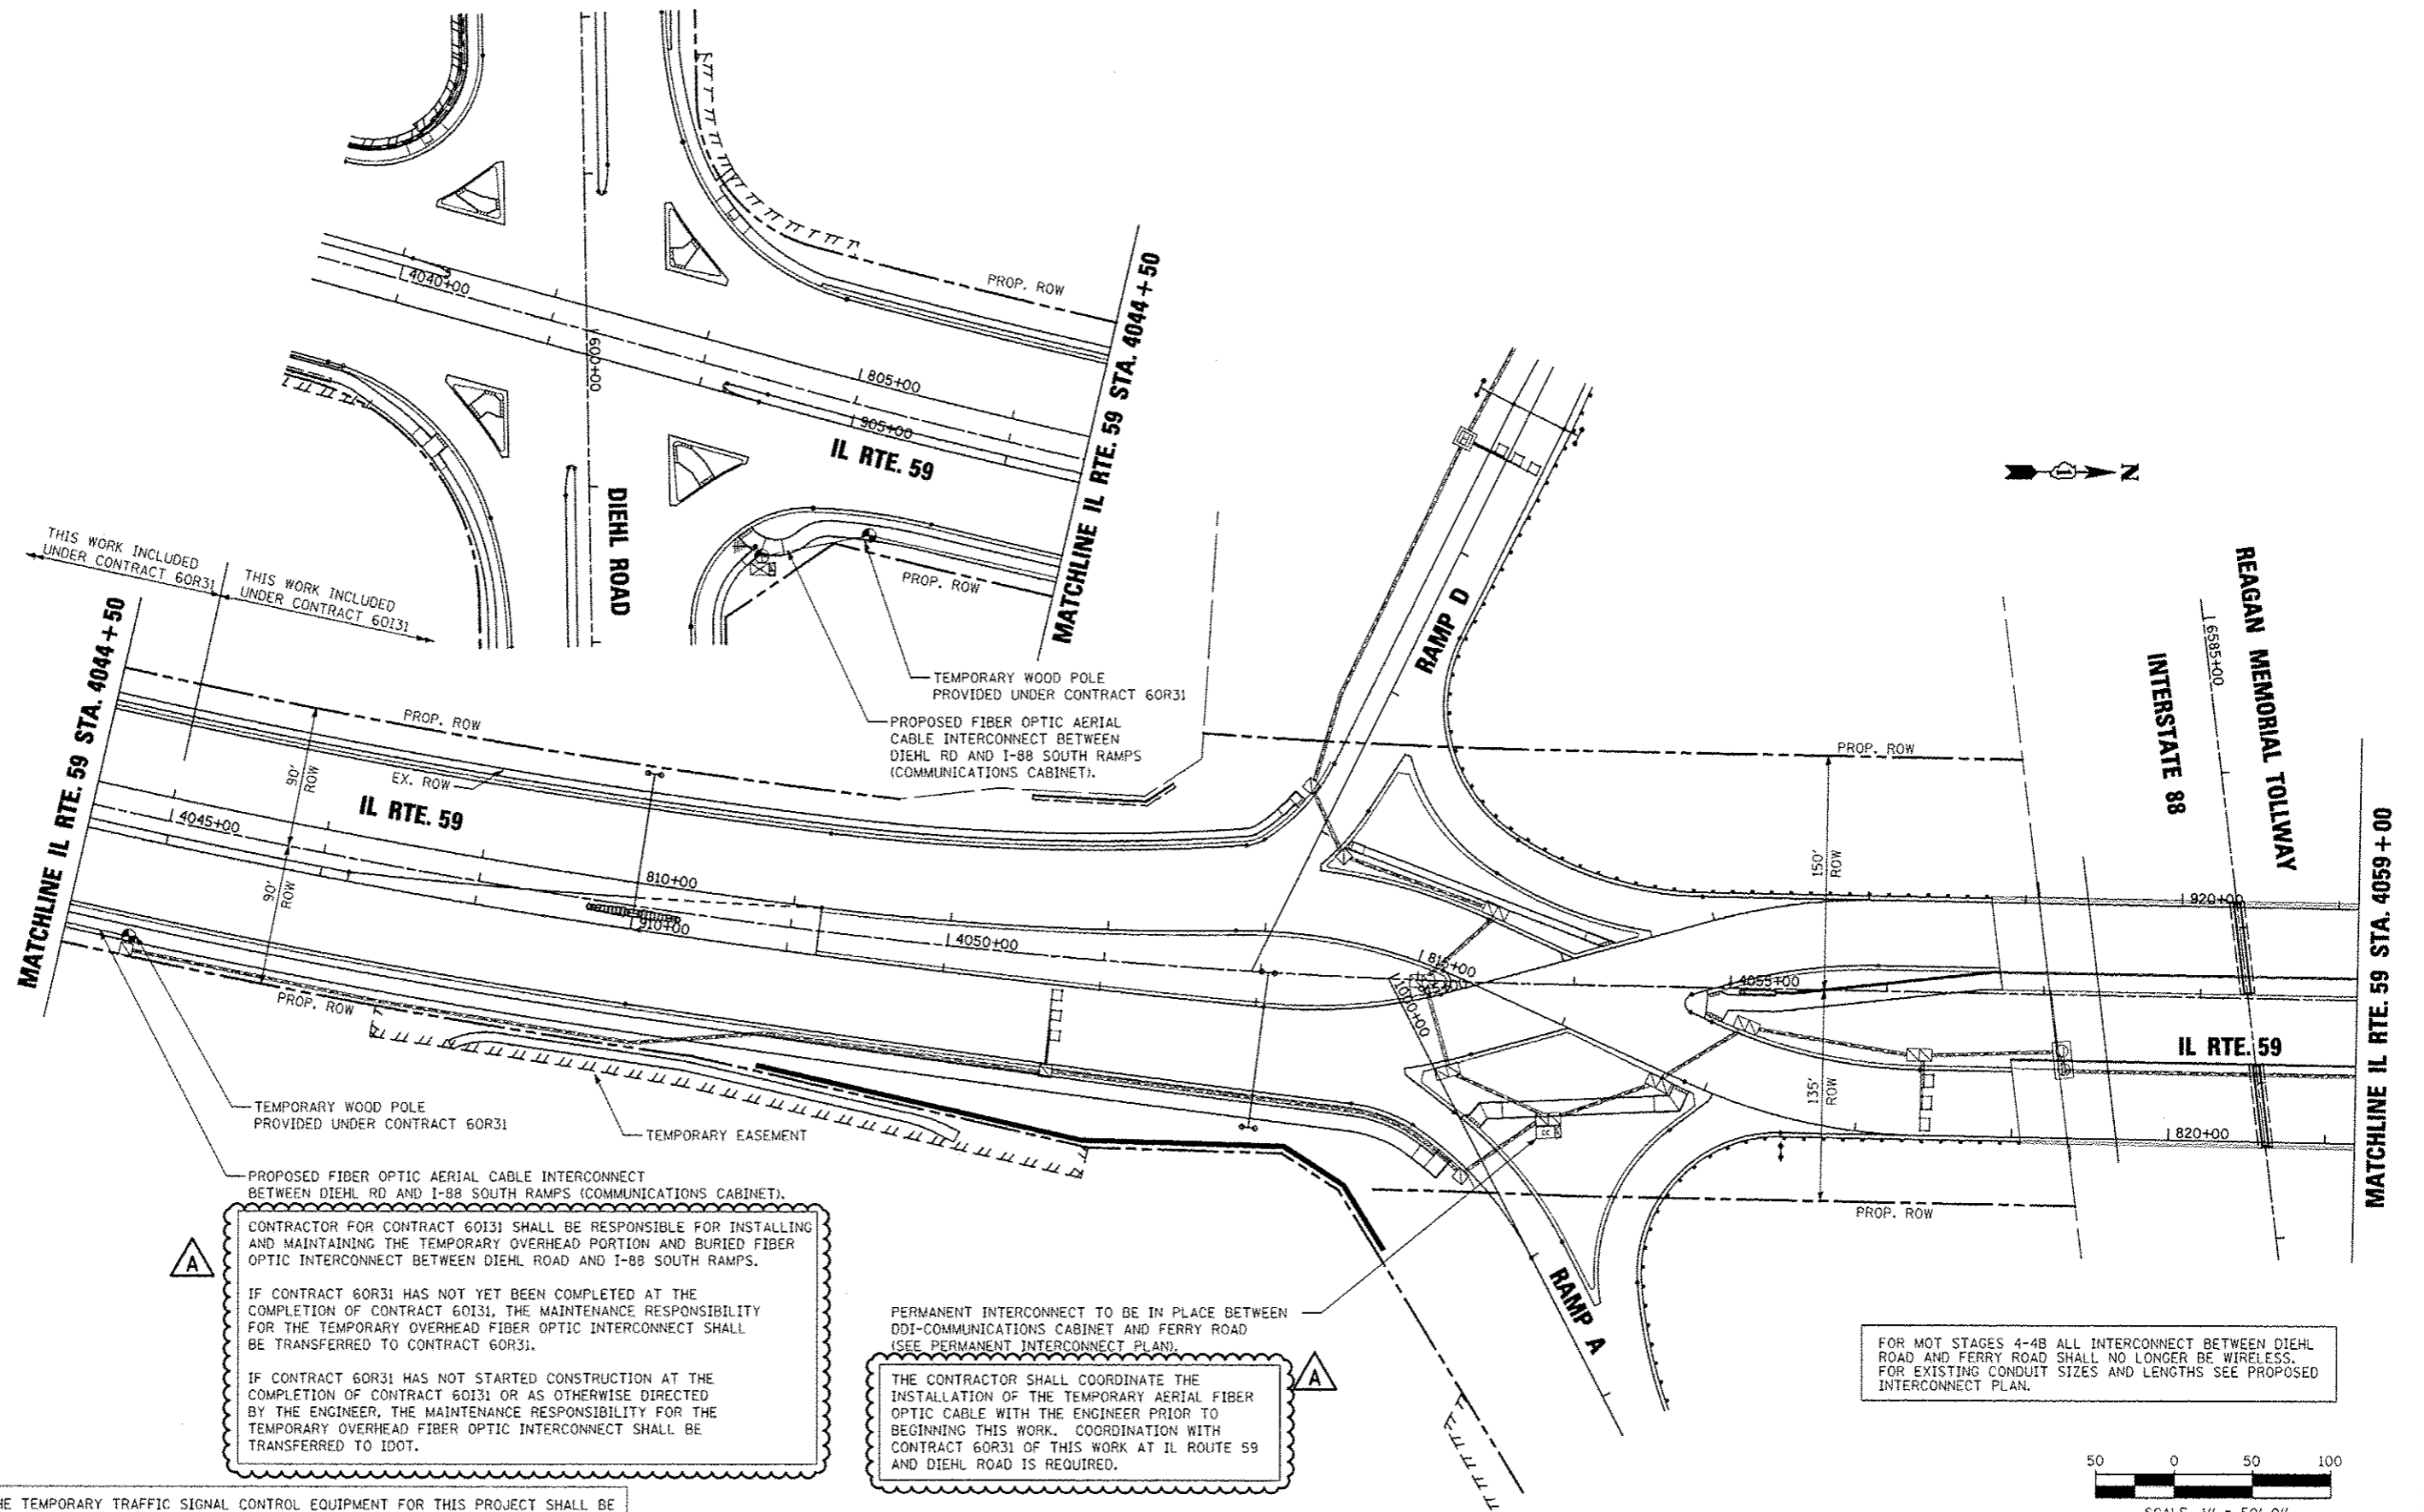 PROP. ROW
MATCHLINE IL RTE. 59 STA. 4044+50
4040+00
600+00
805+00
905+00
IL RTE. 59
DIEHL ROAD
PROP. ROW
THIS WORK INCLUDED
UNDER CONTRACT 60R31
THIS WORK INCLUDED
UNDER CONTRACT 60I31
N
TEMPORARY WOOD POLE
PROVIDED UNDER CONTRACT 60R31
PROPOSED FIBER OPTIC AERIAL
CABLE INTERCONNECT BETWEEN
DIEHL RD AND I-88 SOUTH RAMPS
(COMMUNICATIONS CABINET).
MATCHLINE IL RTE. 59 STA. 4044+50
PROP. ROW
EX. ROW
90'
ROW
IL RTE. 59
4045+00
90'
ROW
810+00
910+00
4050+00
PROP. ROW
RAMP D
PROP. ROW
REAGAN MEMORIAL TOLLWAY
INTERSTATE 88
6585+00
150'
ROW
920+00
815+00
915+00
1000+00
4055+00
IL RTE. 59
135'
ROW
820+00
PROP. ROW
MATCHLINE IL RTE. 59 STA. 4059+00
RAMP A
CC
TEMPORARY WOOD POLE
PROVIDED UNDER CONTRACT 60R31
TEMPORARY EASEMENT
PROPOSED FIBER OPTIC AERIAL CABLE INTERCONNECT
BETWEEN DIEHL RD AND I-88 SOUTH RAMPS (COMMUNICATIONS CABINET).
A
CONTRACTOR FOR CONTRACT 60I31 SHALL BE RESPONSIBLE FOR INSTALLING
AND MAINTAINING THE TEMPORARY OVERHEAD PORTION AND BURIED FIBER
OPTIC INTERCONNECT BETWEEN DIEHL ROAD AND I-88 SOUTH RAMPS.
IF CONTRACT 60R31 HAS NOT YET BEEN COMPLETED AT THE
COMPLETION OF CONTRACT 60I31, THE MAINTENANCE RESPONSIBILITY
FOR THE TEMPORARY OVERHEAD FIBER OPTIC INTERCONNECT SHALL
BE TRANSFERRED TO CONTRACT 60R31.
IF CONTRACT 60R31 HAS NOT STARTED CONSTRUCTION AT THE
COMPLETION OF CONTRACT 60I31 OR AS OTHERWISE DIRECTED
BY THE ENGINEER, THE MAINTENANCE RESPONSIBILITY FOR THE
TEMPORARY OVERHEAD FIBER OPTIC INTERCONNECT SHALL BE
TRANSFERRED TO IDOT.
PERMANENT INTERCONNECT TO BE IN PLACE BETWEEN
DDI-COMMUNICATIONS CABINET AND FERRY ROAD
(SEE PERMANENT INTERCONNECT PLAN).
A
THE CONTRACTOR SHALL COORDINATE THE
INSTALLATION OF THE TEMPORARY AERIAL FIBER
OPTIC CABLE WITH THE ENGINEER PRIOR TO
BEGINNING THIS WORK. COORDINATION WITH
CONTRACT 60R31 OF THIS WORK AT IL ROUTE 59
AND DIEHL ROAD IS REQUIRED.
FOR MOT STAGES 4-4B ALL INTERCONNECT BETWEEN DIEHL
ROAD AND FERRY ROAD SHALL NO LONGER BE WIRELESS.
FOR EXISTING CONDUIT SIZES AND LENGTHS SEE PROPOSED
INTERCONNECT PLAN.
50 0 50 100
TEMPORARY TRAFFIC SIGNAL CONTROL EQUIPMENT FOR THIS PROJECT SHALL BE